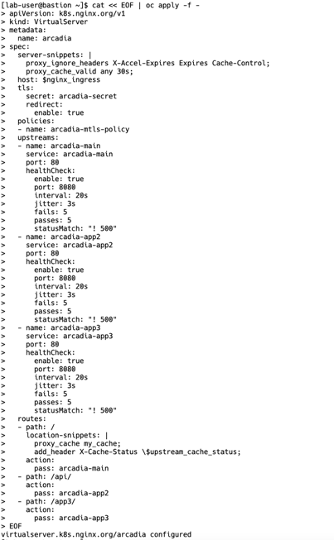 [lab-user@bastion ~]$ cat << EOF | oc apply -f -
> apiVersion: k8s.nginx.org/v1
> kind: VirtualServer
> metadata:
>   name: arcadia
> spec:
>   server-snippets: |
>     proxy_ignore_headers X-Accel-Expires Expires Cache-Control;
>     proxy_cache_valid any 30s;
>   host: $nginx_ingress
>   tls:
>     secret: arcadia-secret
>     redirect:
>       enable: true
>   policies:
>   - name: arcadia-mtls-policy
>   upstreams:
>   - name: arcadia-main
>     service: arcadia-main
>     port: 80
>     healthCheck:
>       enable: true
>       port: 8080
>       interval: 20s
>       jitter: 3s
>       fails: 5
>       passes: 5
>       statusMatch: "! 500"
>   - name: arcadia-app2
>     service: arcadia-app2
>     port: 80
>     healthCheck:
>       enable: true
>       port: 8080
>       interval: 20s
>       jitter: 3s
>       fails: 5
>       passes: 5
>       statusMatch: "! 500"
>   - name: arcadia-app3
>     service: arcadia-app3
>     port: 80
>     healthCheck:
>       enable: true
>       port: 8080
>       interval: 20s
>       jitter: 3s
>       fails: 5
>       passes: 5
>       statusMatch: "! 500"
>   routes:
>   - path: /
>     location-snippets: |
>       proxy_cache my_cache;
>       add_header X-Cache-Status \$upstream_cache_status;
>     action:
>       pass: arcadia-main
>   - path: /api/
>     action:
>       pass: arcadia-app2
>   - path: /app3/
>     action:
>       pass: arcadia-app3
> EOF
virtualserver.k8s.nginx.org/arcadia configured